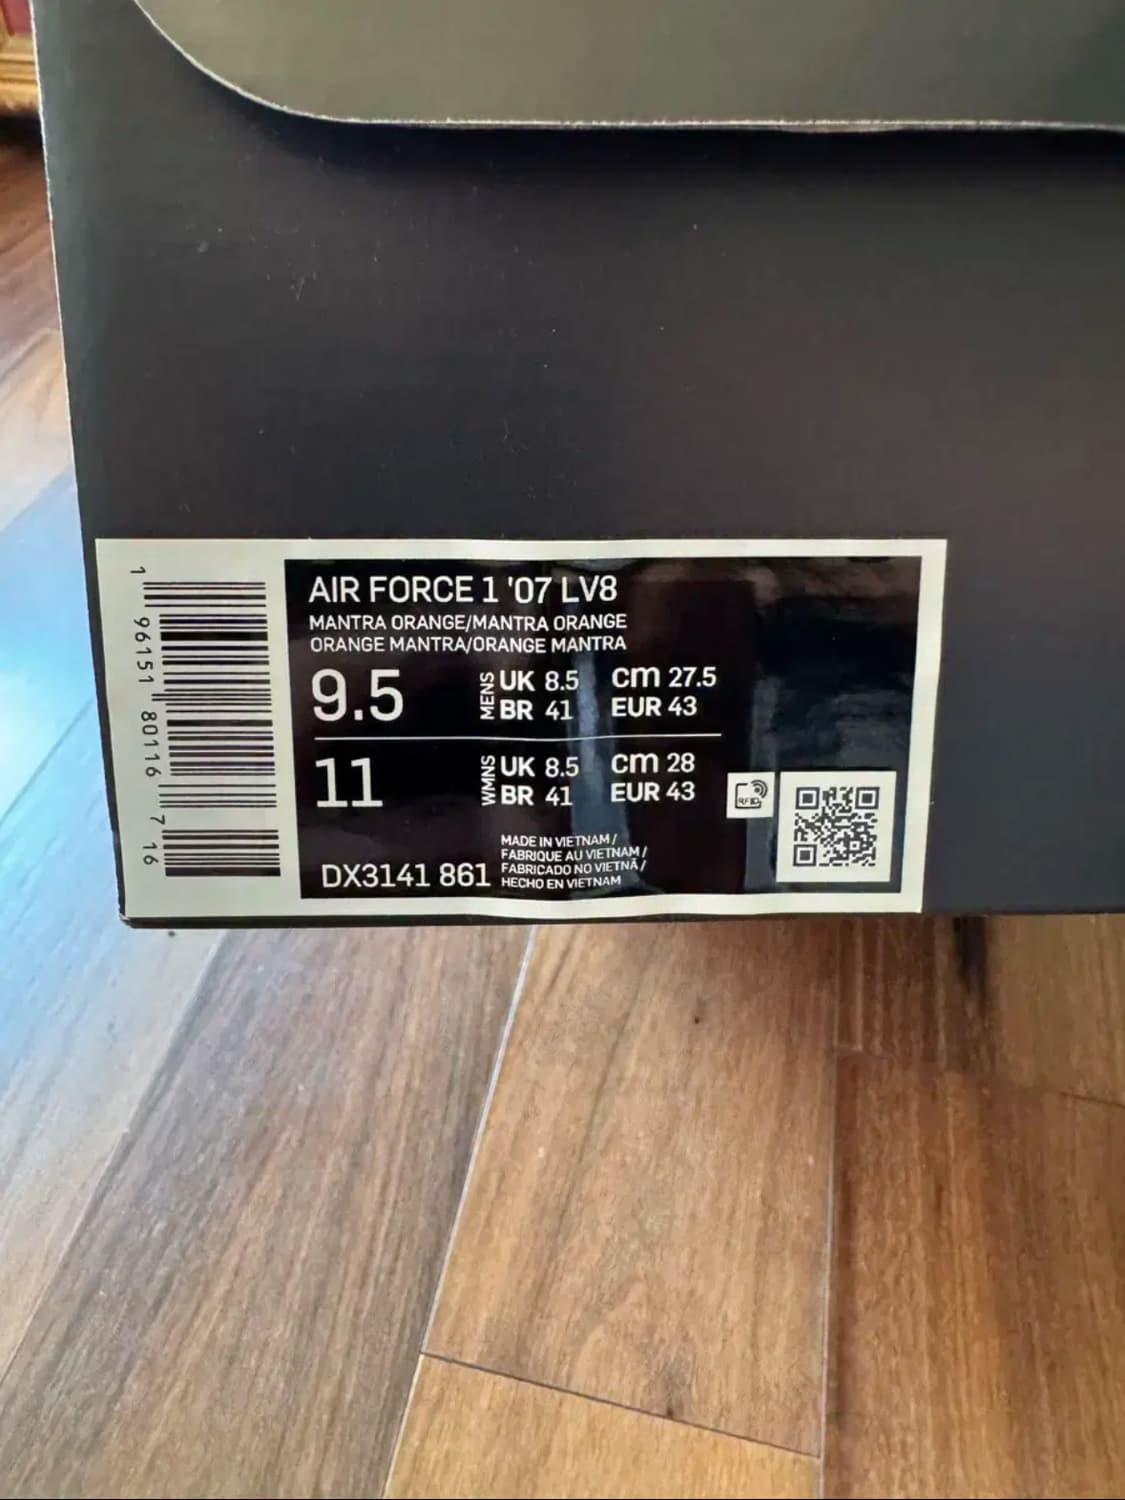 AIR FORCE 1 '07 LV8
MANTRA ORANGE/MANTRA ORANGE
ORANGE MANTRA/ORANGE MANTRA
9.5 MENS UK 8.5 cm 27.5
BR 41 EUR 43
11 WMNS UK 8.5 cm 28
BR 41 EUR 43
RFID
DX3141 861
MADE IN VIETNAM /
FABRIQUE AU VIETNAM /
FABRICADO NO VIETNÃ /
HECHO EN VIETNAM
1 96151 80116 7 16